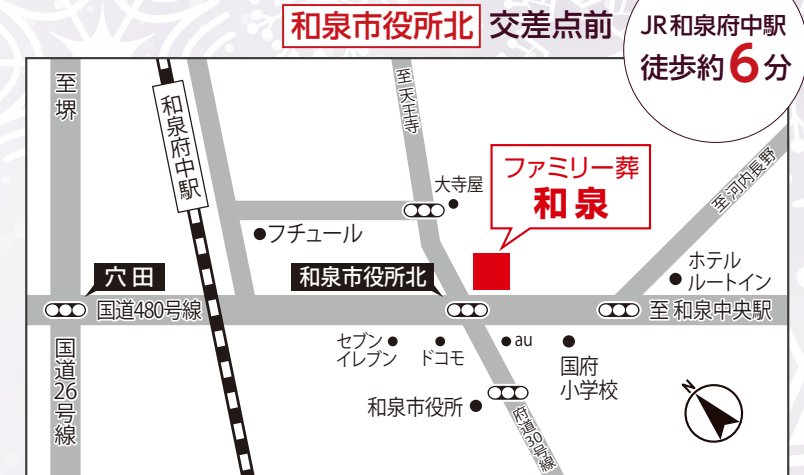 和泉市役所北 交差点前
JR和泉府中駅
徒歩約6分
至堺
和泉府中駅
至天王寺
大寺屋
ファミリー葬
和泉
至河内長野
●フチュール
穴田
和泉市役所北
ホテル
ルートイン
国道480号線
至 和泉中央駅
セブン
イレブン
ドコモ
au
国府
小学校
国道26号線
和泉市役所
府道30号線
N